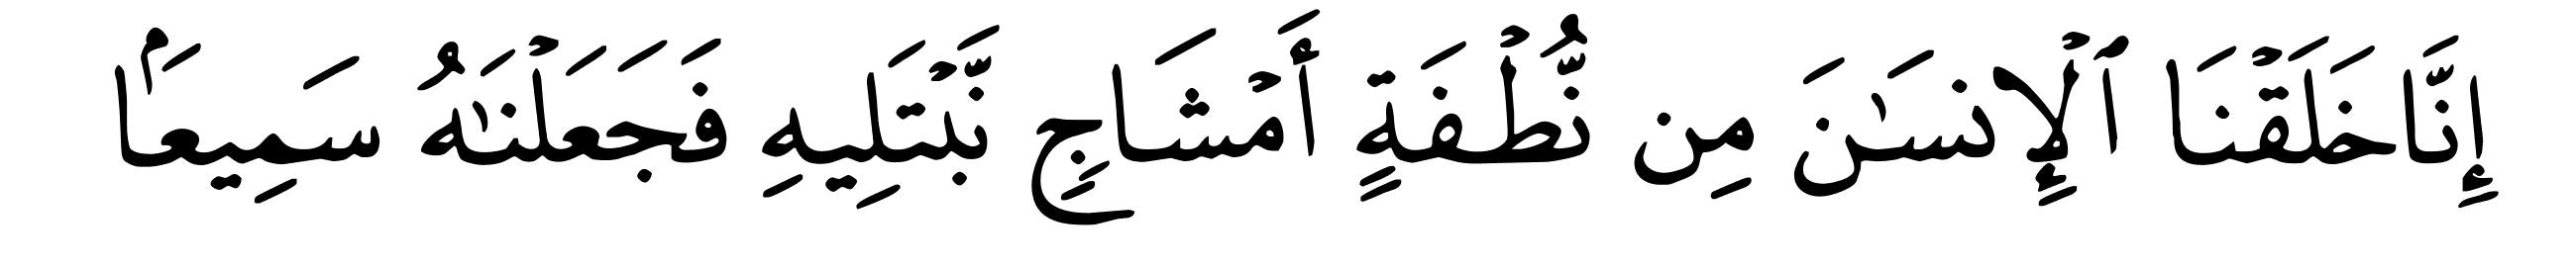 إِنَّا خَلَقْنَا ٱلْإِنسَـٰنَ مِن نُّطْفَةٍ أَمْشَاجٍ نَّبْتَلِيهِ فَجَعَلْنَـٰهُ سَمِيعَۢا